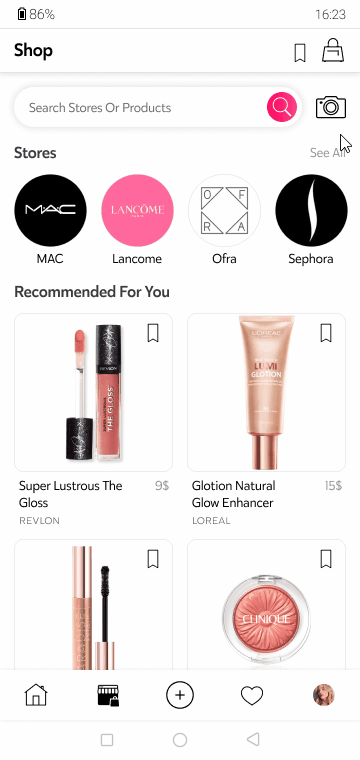 86%
16:23
Shop
Search Stores Or Products
Stores
See All
MAC
LANCÔME
PARIS
O F
R A
MAC
Lancome
Ofra
Sephora
Recommended For You
REVLON
THE GLOSS
L'OREAL
LUMI
GLOTION
Super Lustrous The
Gloss
9$
REVLON
Glotion Natural
Glow Enhancer
15$
LOREAL
CLINIQUE